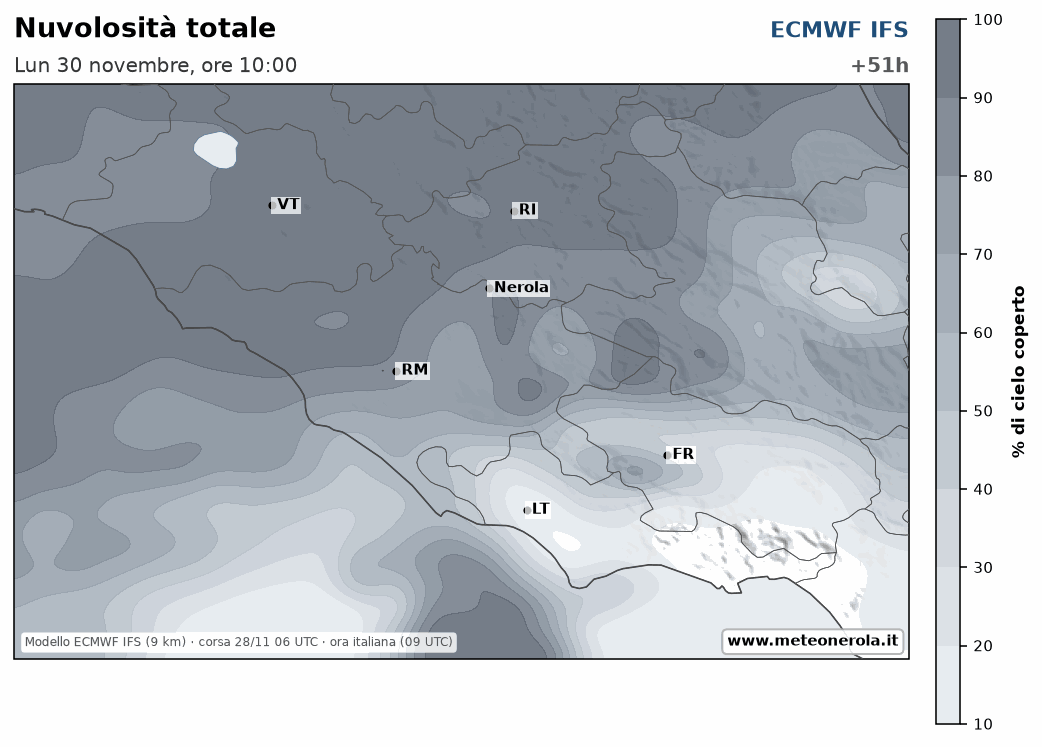 Nuvolosità totale
ECMWF IFS
Lun 30 novembre, ore 10:00
+51h
100
90
80
70
60
50
40
30
20
10
% di cielo coperto
VT
RI
Nerola
RM
FR
LT
Modello ECMWF IFS (9 km) · corsa 28/11 06 UTC · ora italiana (09 UTC)
www.meteonerola.it